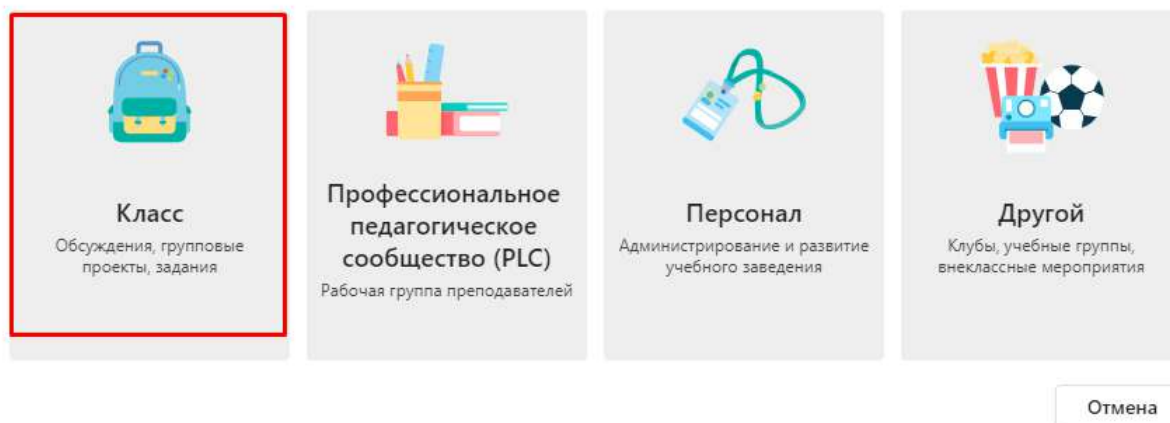 Класс
Обсуждения, групповые
проекты, задания
Профессиональное
педагогическое
сообщество (PLC)
Рабочая группа преподавателей
Персонал
Администрирование и развитие
учебного заведения
Другой
Клубы, учебные группы,
внеклассные мероприятия
Отмена